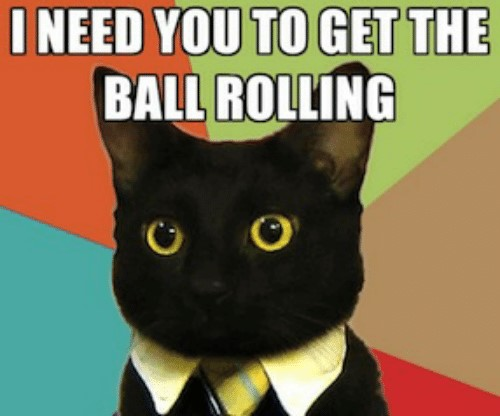 I NEED YOU TO GET THE
BALL ROLLING